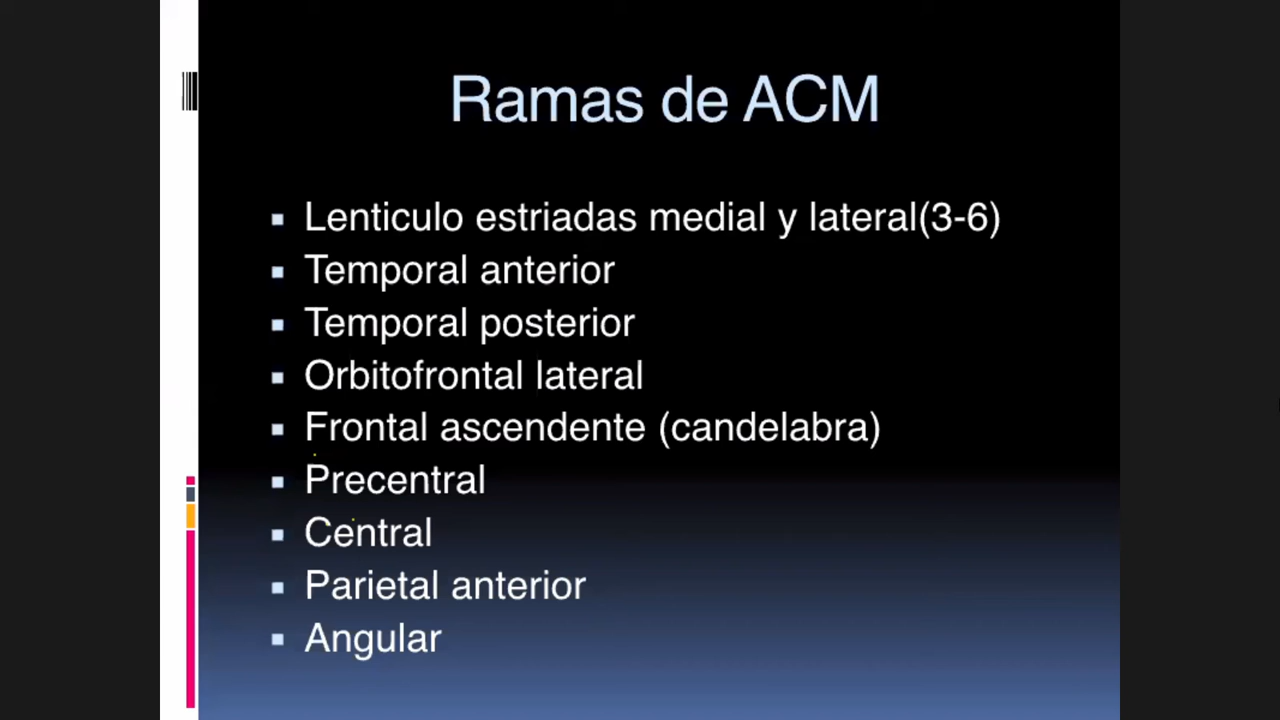 Ramas de ACM
Lenticulo estriadas medial y lateral(3-6)
Temporal anterior
Temporal posterior
Orbitofrontal lateral
Frontal ascendente (candelabra)
Precentral
Central
Parietal anterior
Angular